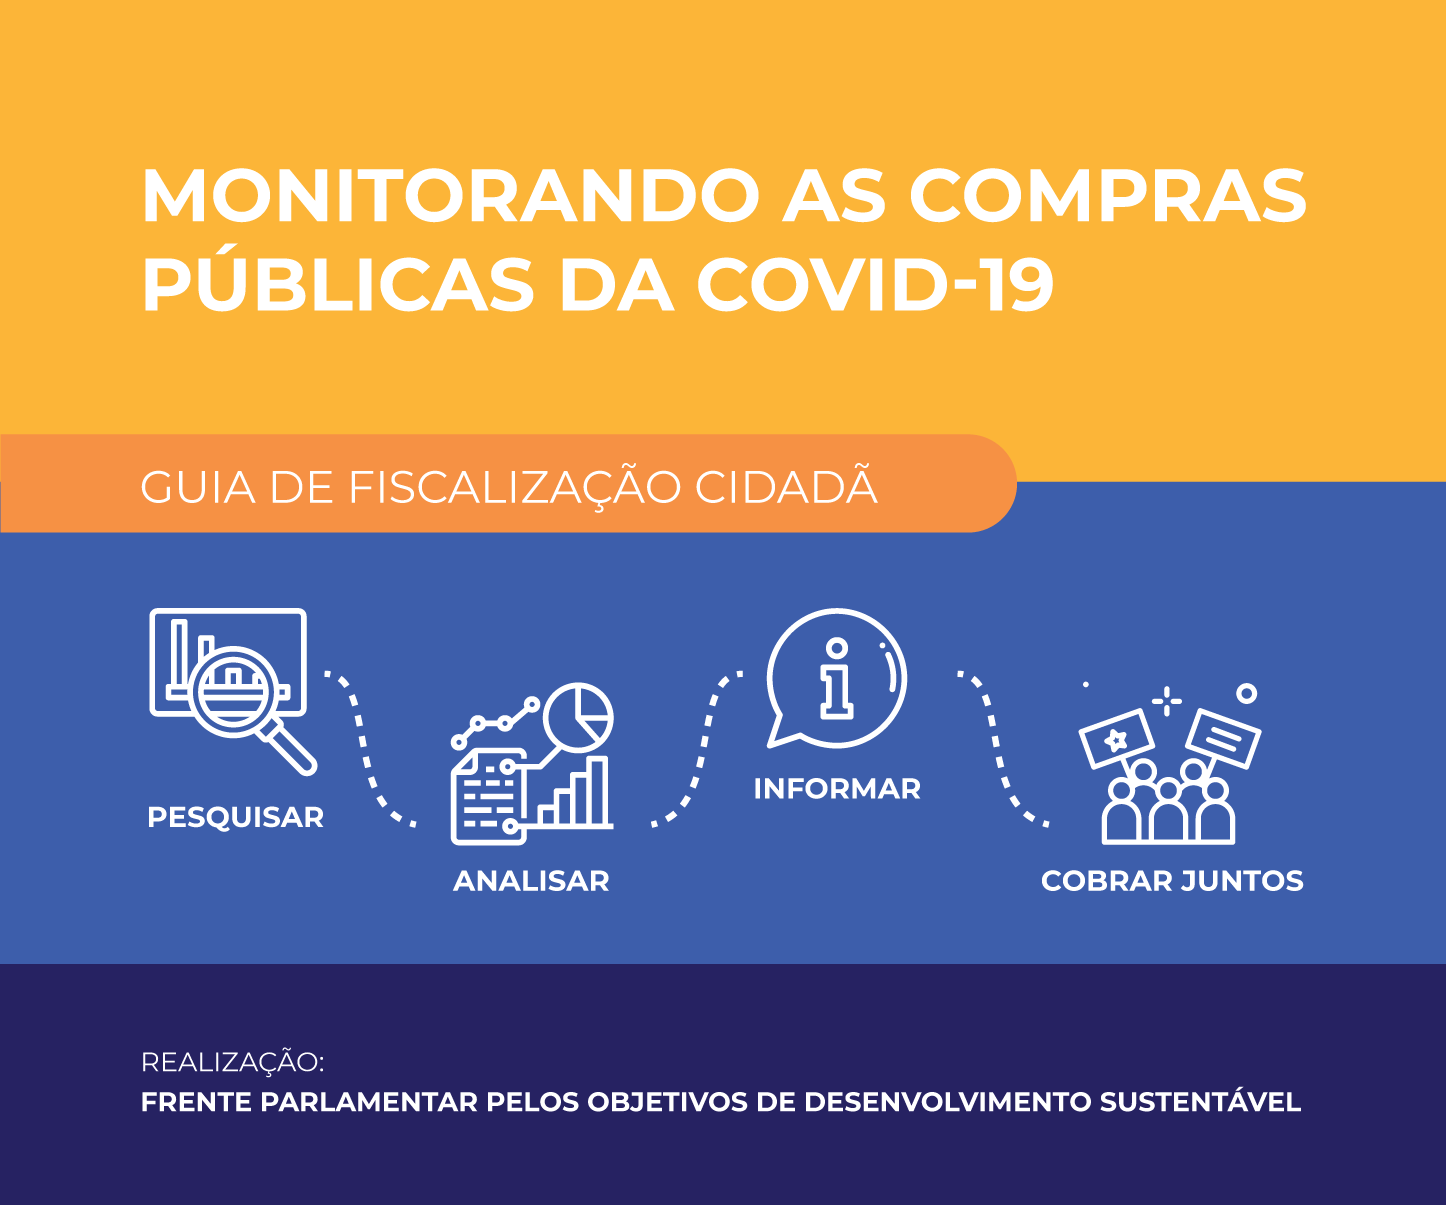 MONITORANDO AS COMPRAS
PÚBLICAS DA COVID-19
GUIA DE FISCALIZAÇÃO CIDADÃ
PESQUISAR
ANALISAR
INFORMAR
COBRAR JUNTOS
REALIZAÇÃO:
FRENTE PARLAMENTAR PELOS OBJETIVOS DE DESENVOLVIMENTO SUSTENTÁVEL